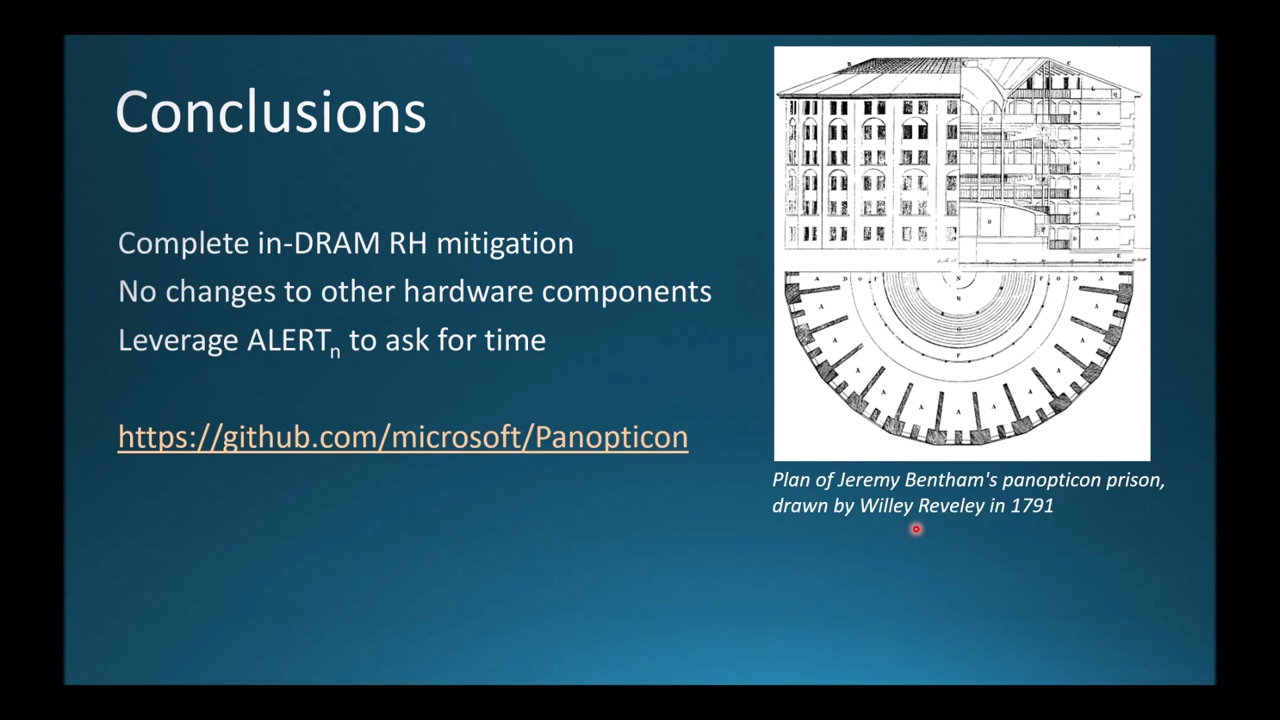 Conclusions
Complete in-DRAM RH mitigation
No changes to other hardware components
Leverage ALERTn to ask for time
https://github.com/microsoft/Panopticon
Plan of Jeremy Bentham's panopticon prison,
drawn by Willey Reveley in 1791